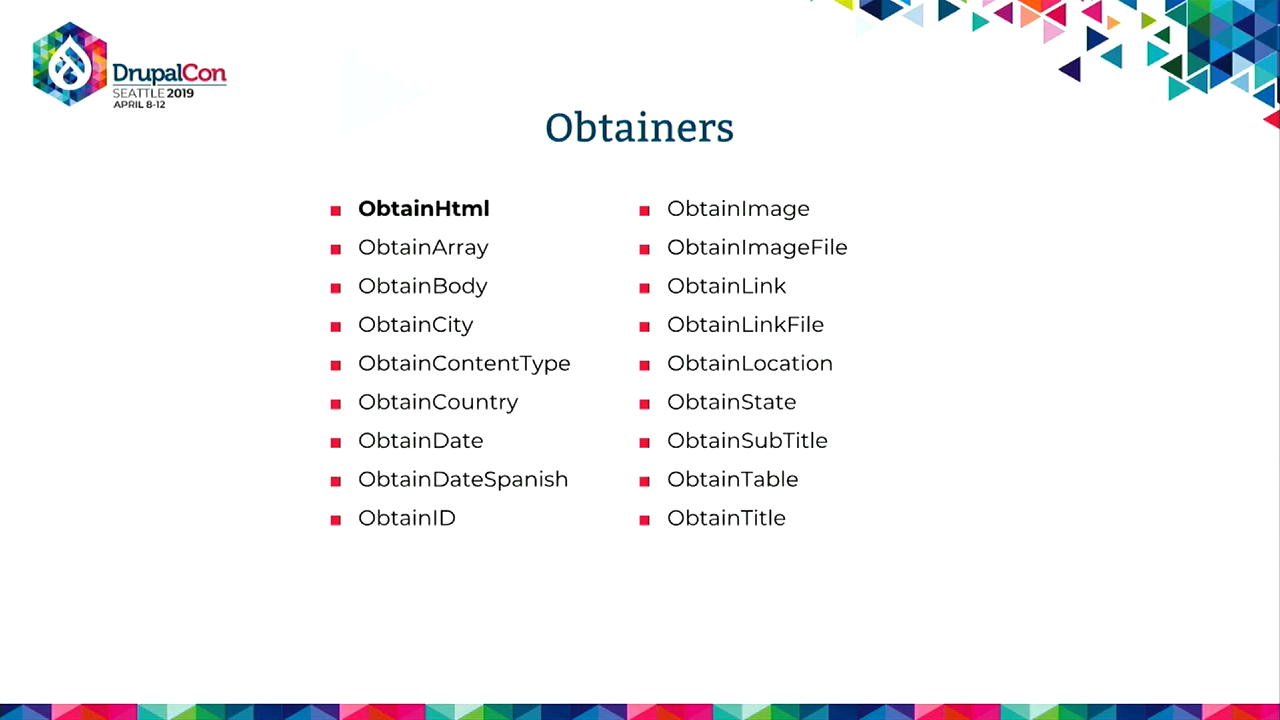 DrupalCon
SEATTLE 2019
APRIL 8-12
Obtainers
ObtainHtml
ObtainArray
ObtainBody
ObtainCity
ObtainContentType
ObtainCountry
ObtainDate
ObtainDateSpanish
ObtainID
ObtainImage
ObtainImageFile
ObtainLink
ObtainLinkFile
ObtainLocation
ObtainState
ObtainSubTitle
ObtainTable
ObtainTitle